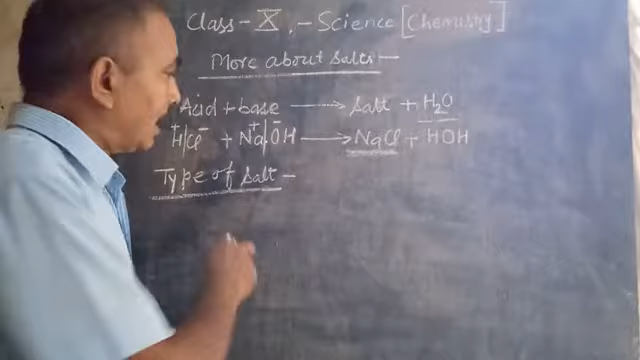 Class - X, - Science [Chemistry]
More about Salts -
Acid + base → Salt + H₂O
H⁺/Cl⁻ + Na⁺/OH⁻ → NaCl + HOH
Type of Salt -